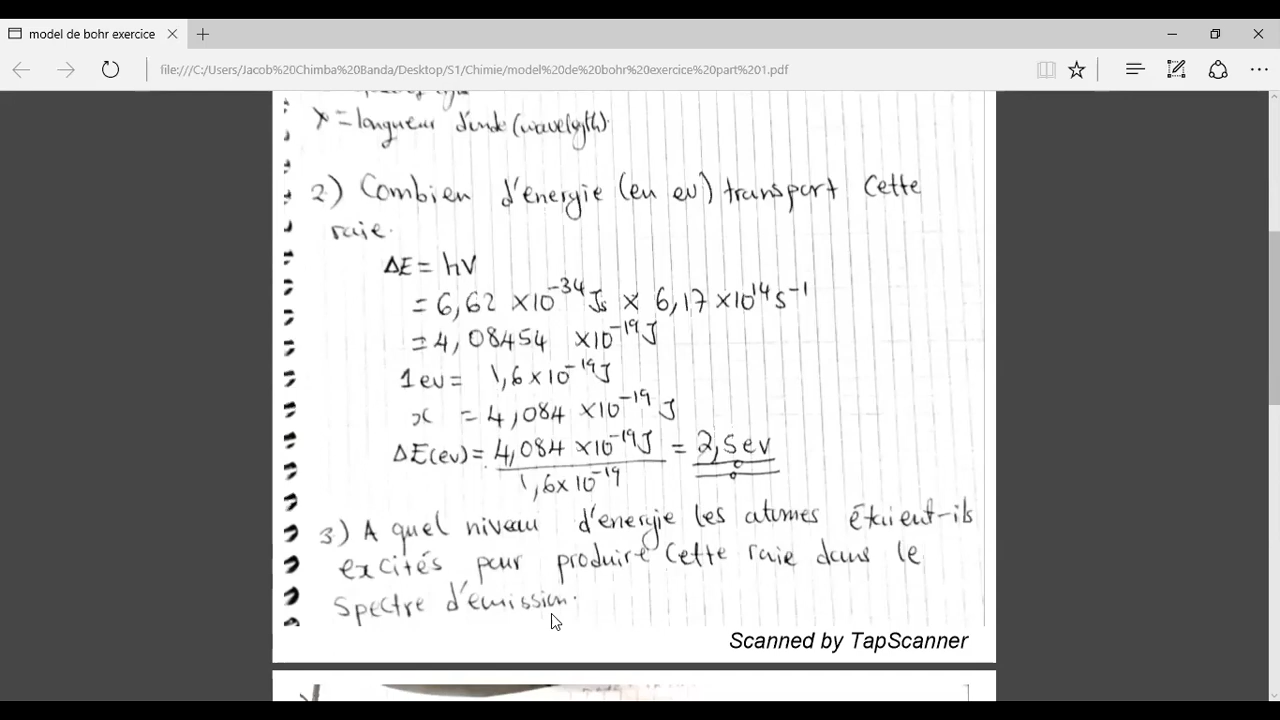 model de bohr exercice
file:///C:/Users/Jacob%20Chimba%20Banda/Desktop/S1/Chimie/model%20de%20bohr%20exercice%20part%201.pdf
λ = longueur d'onde (wavelength).
2) Combien d'énergie (en ev) transport cette
raie.
ΔE = hν
= 6,62 ×10⁻³⁴ Js × 6,17 ×10¹⁴ s⁻¹
= 4,08454 ×10⁻¹⁹ J
1 ev = 1,6×10⁻¹⁹ J
x = 4,084 ×10⁻¹⁹ J
ΔE(ev) = 4,084 ×10⁻¹⁹J = 2,5 ev
1,6×10⁻¹⁹
3) A quel niveau d'energie les atomes étaient-ils
excités pour produire cette raie dans le
spectre d'émission.
Scanned by TapScanner